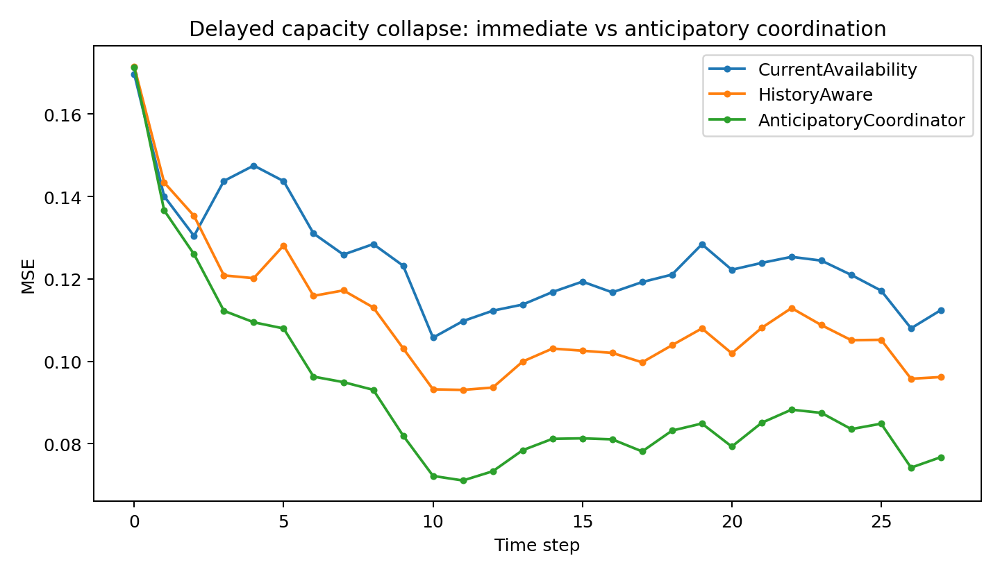 Delayed capacity collapse: immediate vs anticipatory coordination
CurrentAvailability
HistoryAware
AnticipatoryCoordinator
MSE
0.16
0.14
0.12
0.10
0.08
0 5 10 15 20 25
Time step